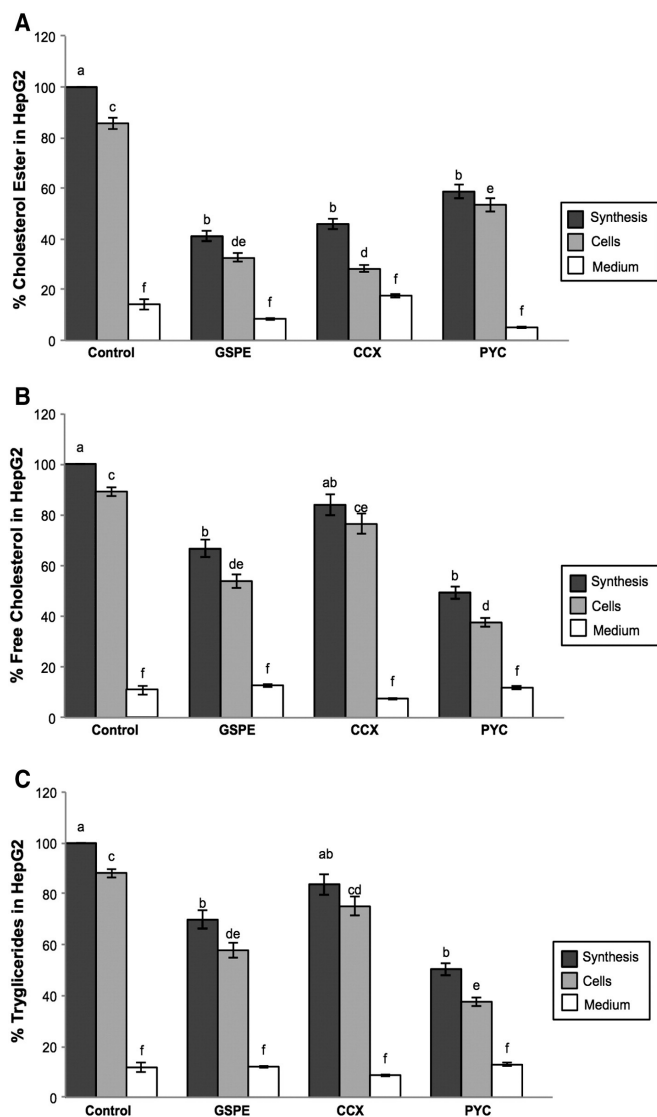 A
% Cholesterol Ester in HepG2
120
100
80
60
40
20
0
a
c
f
b
de
f
b
d
f
b
e
f
Control GSPE CCX PYC
Synthesis
Cells
Medium
B
% Free Cholesterol in HepG2
120
100
80
60
40
20
0
a
c
f
b
de
f
ab
ce
f
b
d
f
Control GSPE CCX PYC
Synthesis
Cells
Medium
C
% Tryglicerides in HepG2
120
100
80
60
40
20
0
a
c
f
b
de
f
ab
cd
f
b
e
f
Control GSPE CCX PYC
Synthesis
Cells
Medium